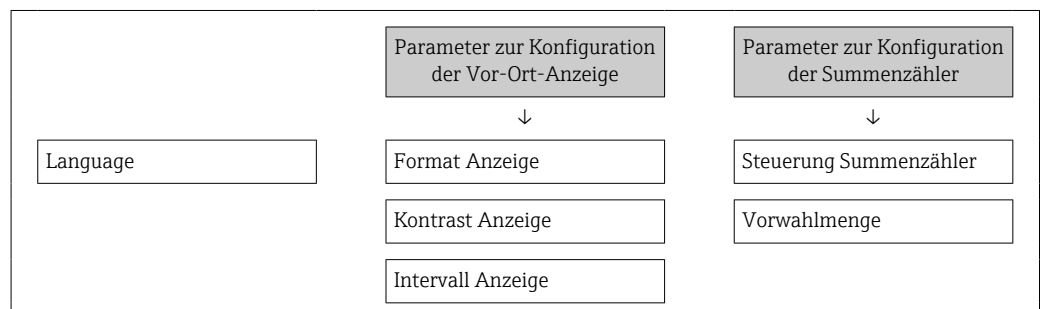 Parameter zur Konfiguration
der Vor-Ort-Anzeige
Parameter zur Konfiguration
der Summenzähler
↓
↓
Language
Format Anzeige
Steuerung Summenzähler
Kontrast Anzeige
Vorwahlmenge
Intervall Anzeige